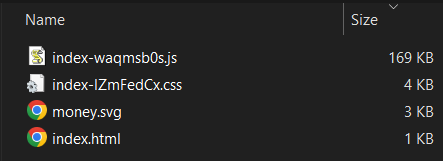 Name Size
index-waqmsb0s.js 169 KB
index-IZmFedCx.css 4 KB
money.svg 3 KB
index.html 1 KB